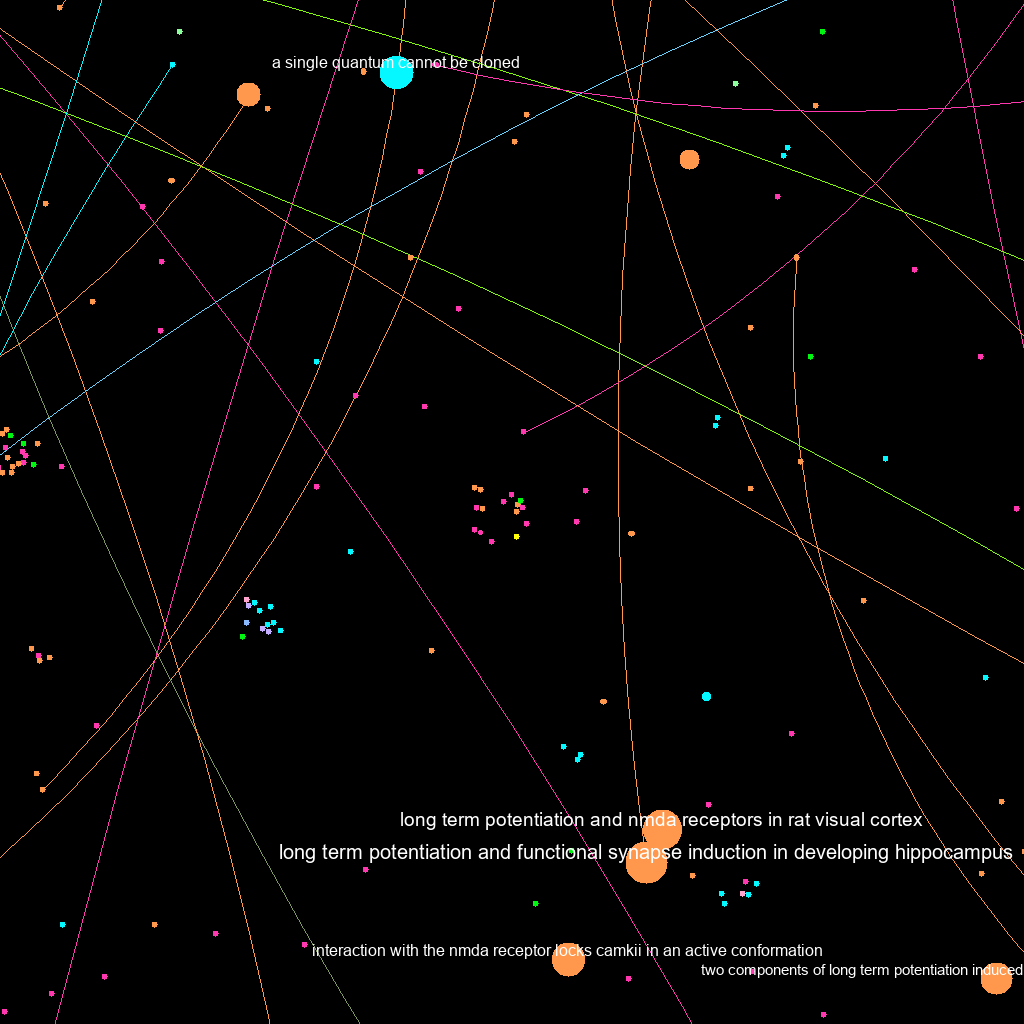 a single quantum cannot be cloned
long term potentiation and nmda receptors in rat visual cortex
long term potentiation and functional synapse induction in developing hippocampus
interaction with the nmda receptor locks camkii in an active conformation
two components of long term potentiation induced